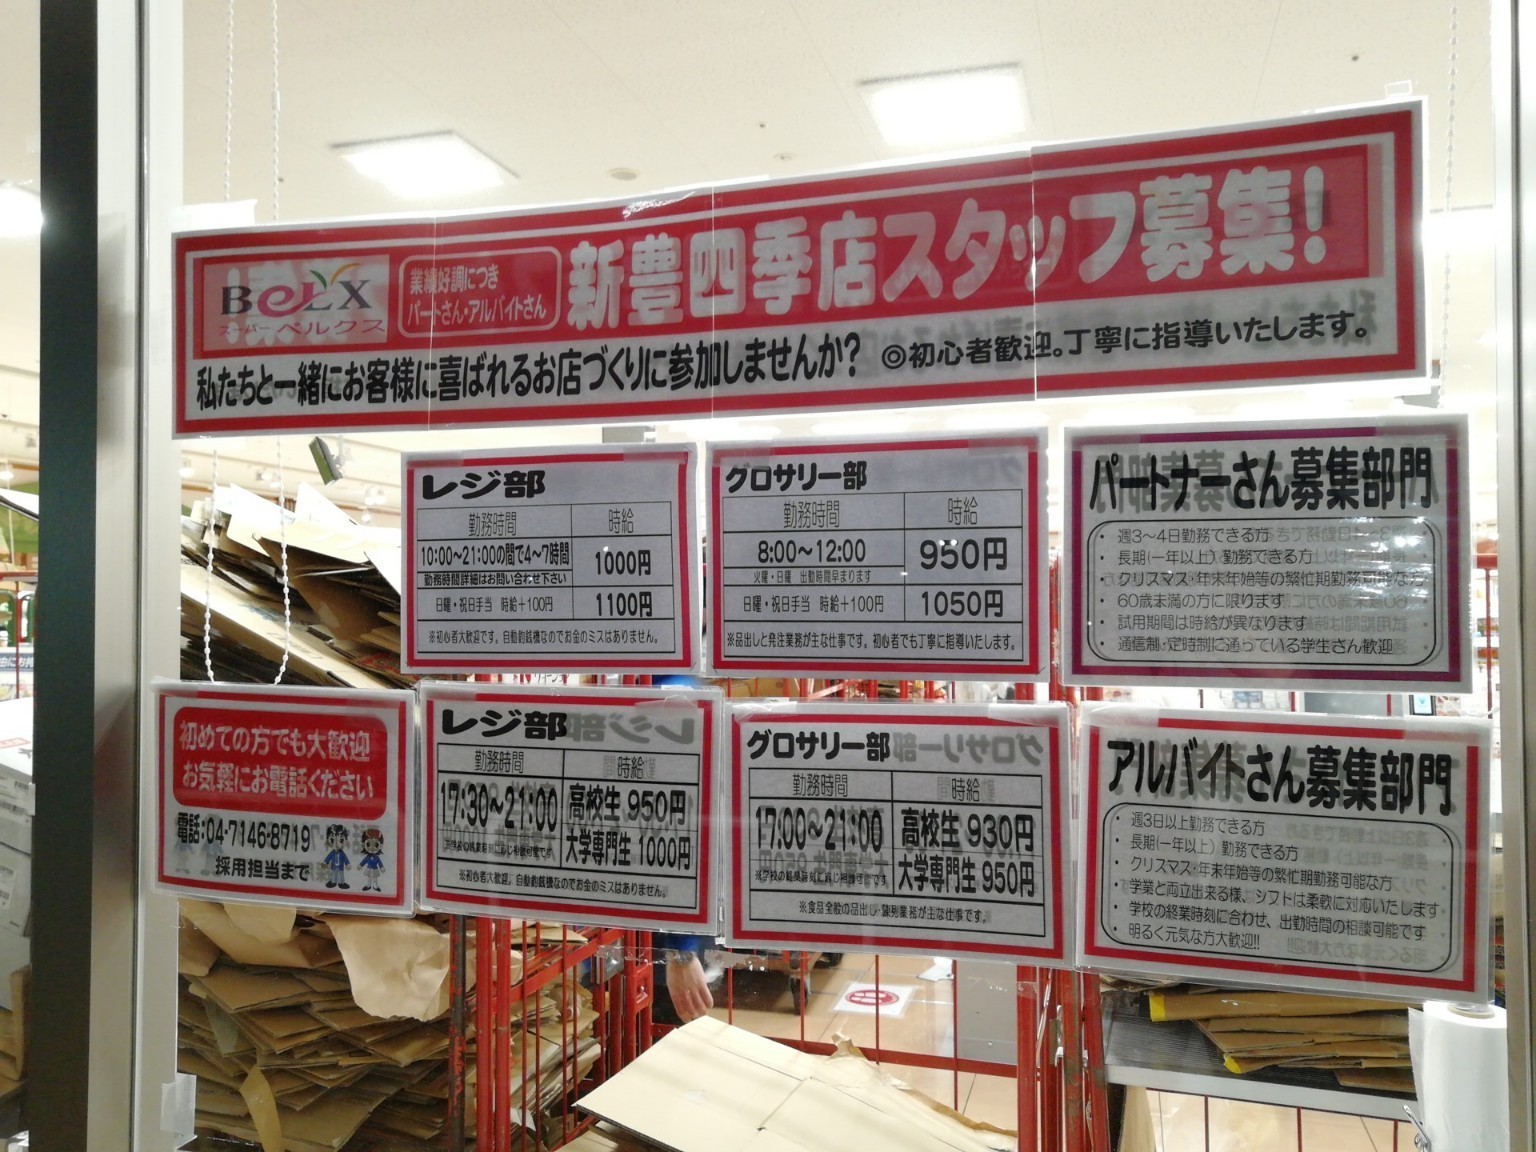 BeLX
スーパーベルクス
業績好調につき
パートさん・アルバイトさん
新豊四季店スタッフ募集!
私たちと一緒にお客様に喜ばれるお店づくりに参加しませんか?
◎初心者歓迎。丁寧に指導いたします。
レジ部
勤務時間 時給
10:00～21:00の間で4～7時間 1000円
勤務時間詳細はお問い合わせ下さい
日曜・祝日手当 時給+100円 1100円
※初心者大歓迎です。自動釣銭機なのでお金のミスはありません。
グロサリー部
勤務時間 時給
8:00～12:00 950円
火曜・日曜 出勤時間早まります
日曜・祝日手当 時給+100円 1050円
※品出しと発注業務が主な仕事です。初心者でも丁寧に指導いたします。
パートナーさん募集部門
・ 週3～4日勤務できる方
・ 長期(一年以上)勤務できる方
・ クリスマス・年末年始等の繁忙期勤務可能な方
・ 60歳未満の方に限ります
・ 試用期間は時給が異なります
・ 通信制・定時制に通っている学生さん歓迎
初めての方でも大歓迎
お気軽にお電話ください
電話:04-7146-8719
採用担当まで
レジ部
勤務時間 時給
17:30～21:00 高校生 950円
大学専門生 1000円
※初心者大歓迎。自動釣銭機なのでお金のミスはありません。
グロサリー部
勤務時間 時給
17:00～21:00 高校生 930円
大学専門生 950円
※学校の終業時刻に応じ相談可能です
※食品全般の品出し・陳列業務が主な仕事です。
アルバイトさん募集部門
・ 週3日以上勤務できる方
・ 長期(一年以上)勤務できる方
・ クリスマス・年末年始等の繁忙期勤務可能な方
・ 学業と両立出来る様、シフトは柔軟に対応いたします
・ 学校の終業時刻に合わせ、出勤時間の相談可能です
・ 明るく元気な方大歓迎!!